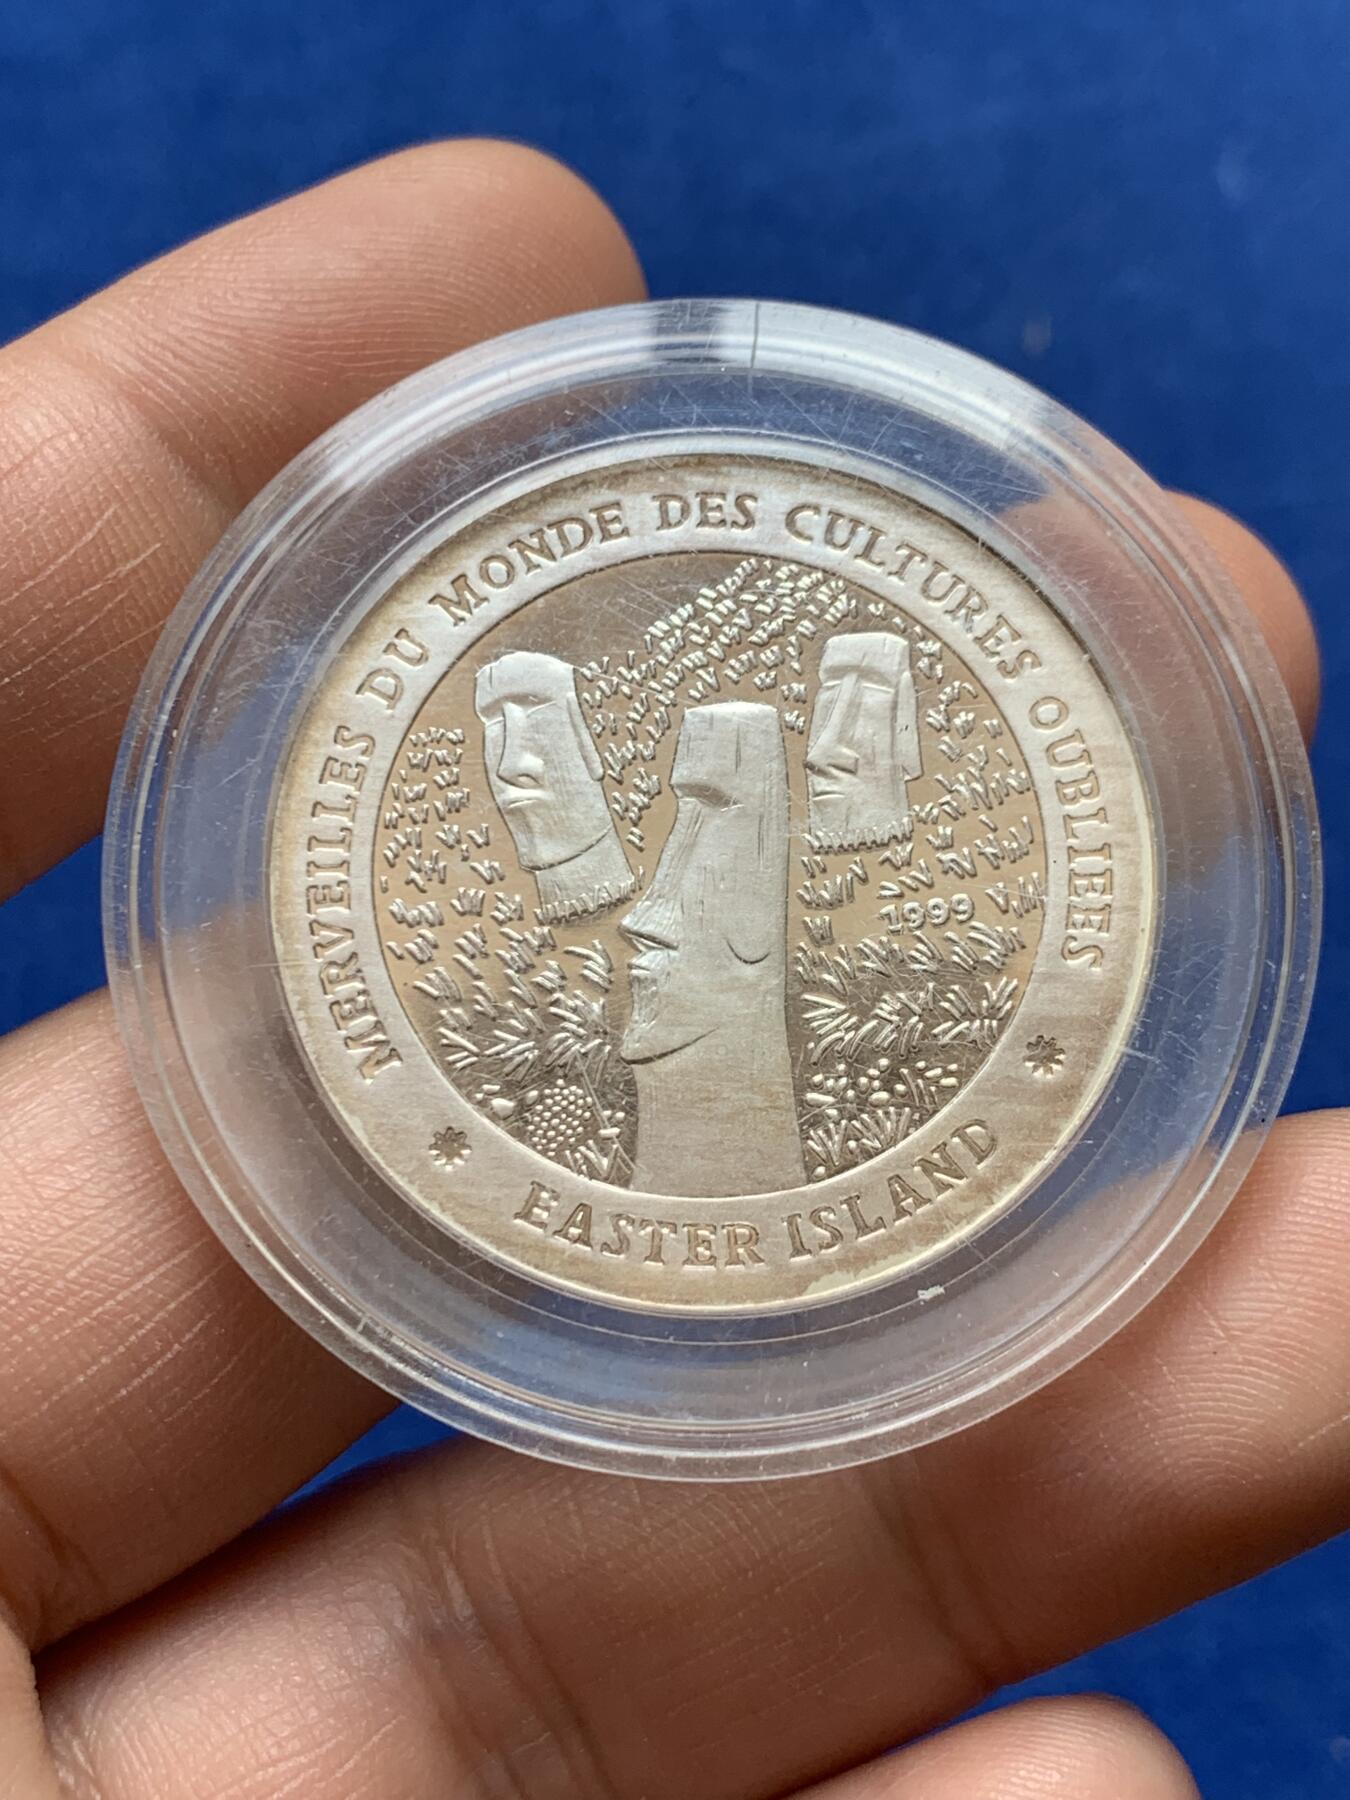 MERVEILLES DU MONDE DES CULTURES OUBLIEES
1999
EASTER ISLAND